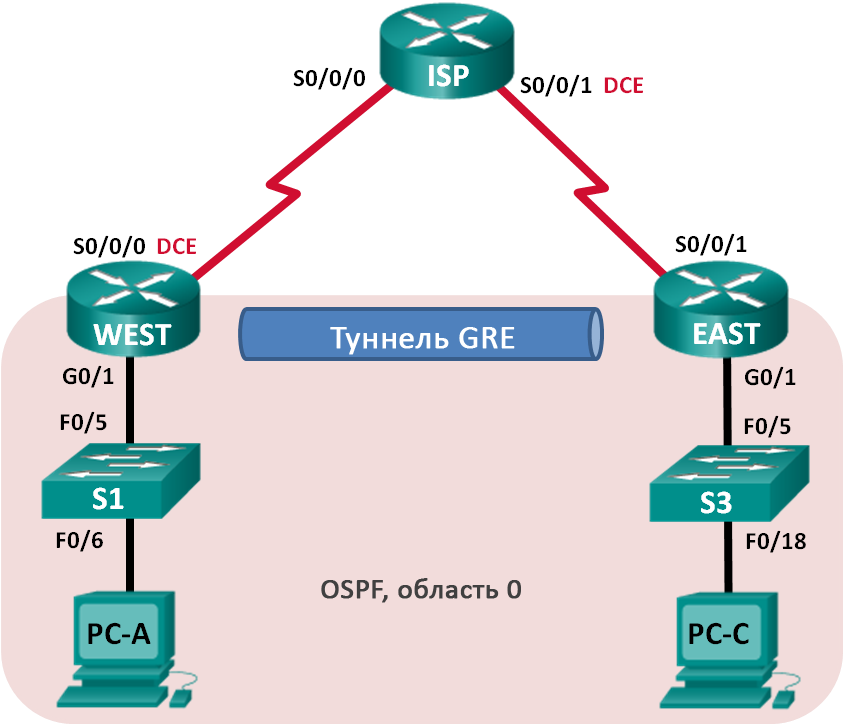 ISP
S0/0/0
S0/0/1 DCE
S0/0/0 DCE
S0/0/1
WEST
Туннель GRE
EAST
G0/1
G0/1
F0/5
F0/5
S1
S3
F0/6
F0/18
OSPF, область 0
PC-A
PC-C